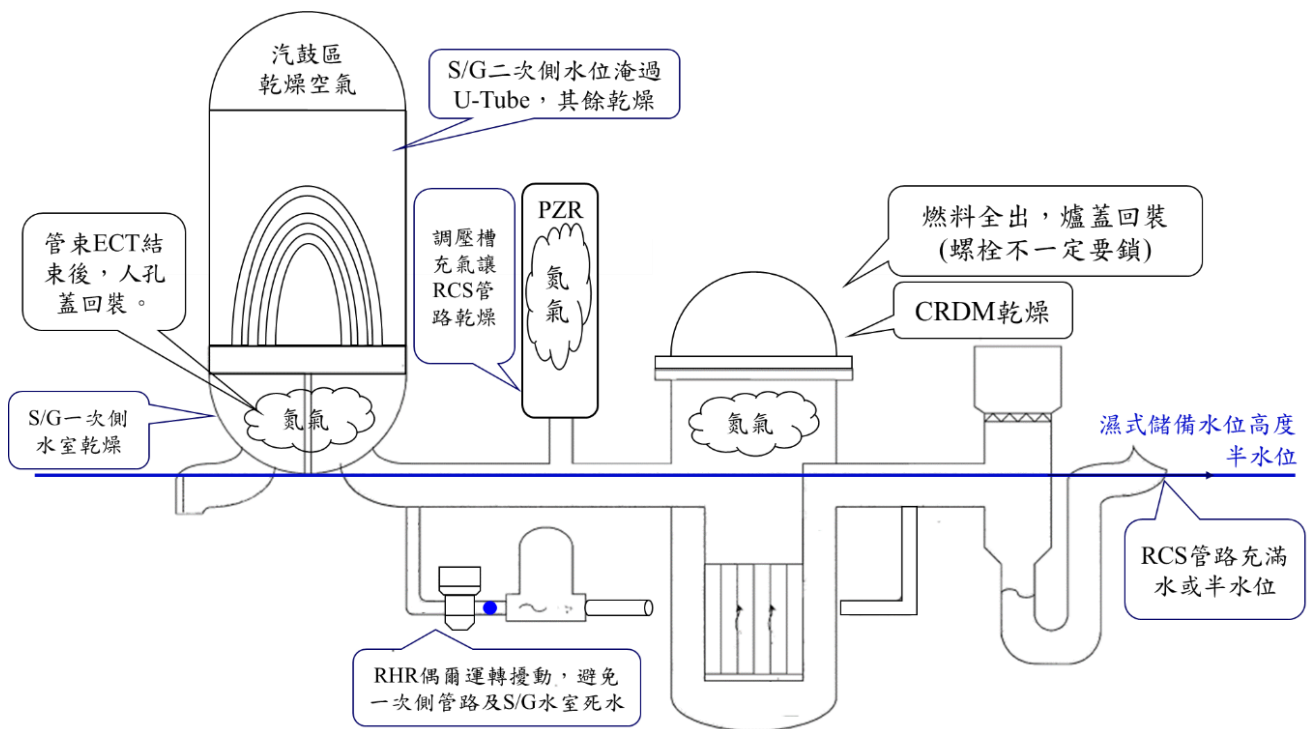 汽鼓區
乾燥空氣
S/G二次側水位淹過
U-Tube，其餘乾燥
管束ECT結
束後，人孔
蓋回裝。
調壓槽
充氣讓
RCS管
路乾燥
PZR
氮
氣
燃料全出，爐蓋回裝
(螺栓不一定要鎖)
CRDM乾燥
S/G一次側
水室乾燥
氮氣
氮氣
濕式儲備水位高度
半水位
RCS管路充滿
水或半水位
RHR偶爾運轉擾動，避免
一次側管路及S/G水室死水